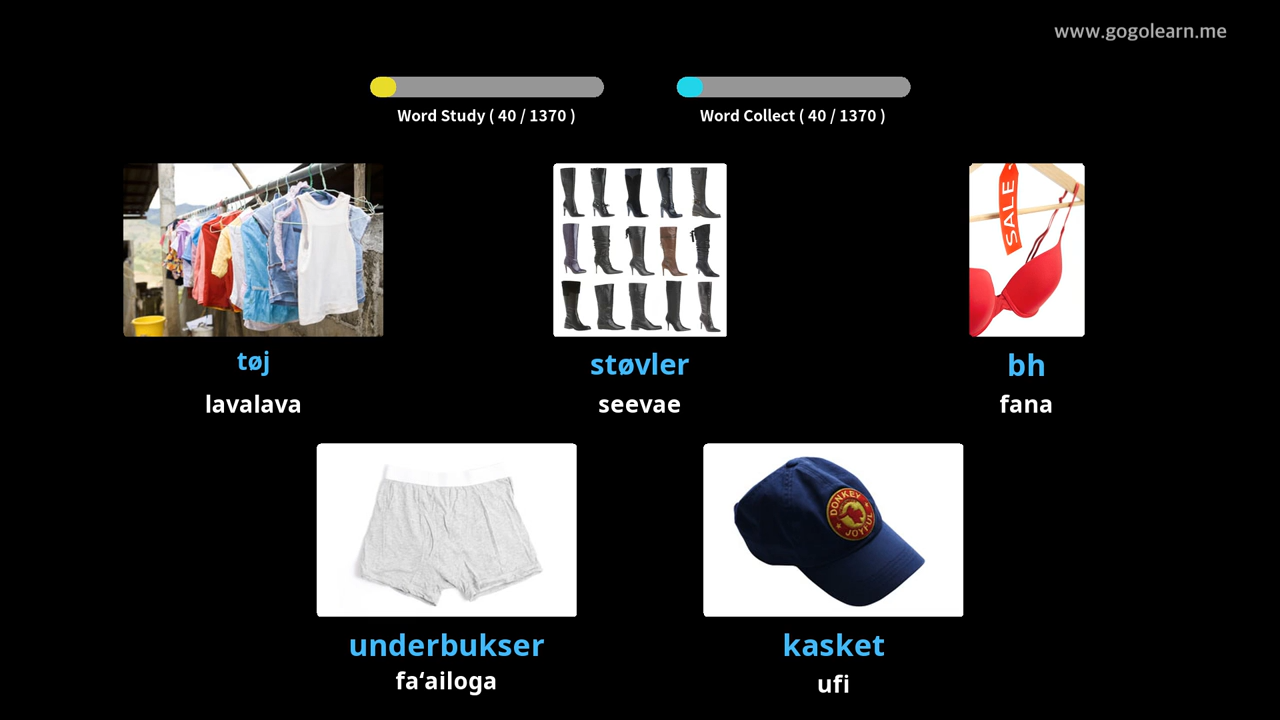 www.gogolearn.me
Word Study ( 40 / 1370 )
Word Collect ( 40 / 1370 )
SALE
tøj
støvler
bh
lavalava
seevae
fana
DONKEY
JOYFUL
underbukser
kasket
fa‘ailoga
ufi